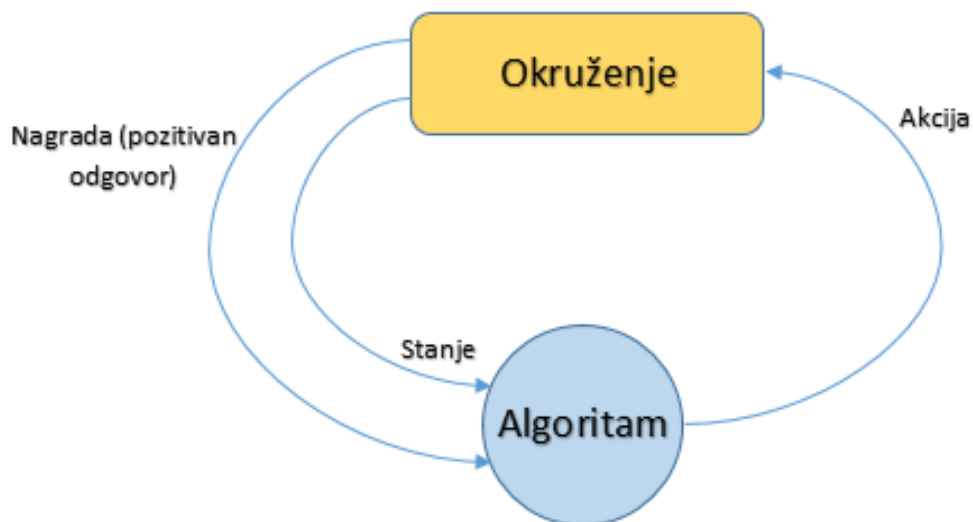 Okruženje
Akcija
Nagrada (pozitivan
odgovor)
Stanje
Algoritam